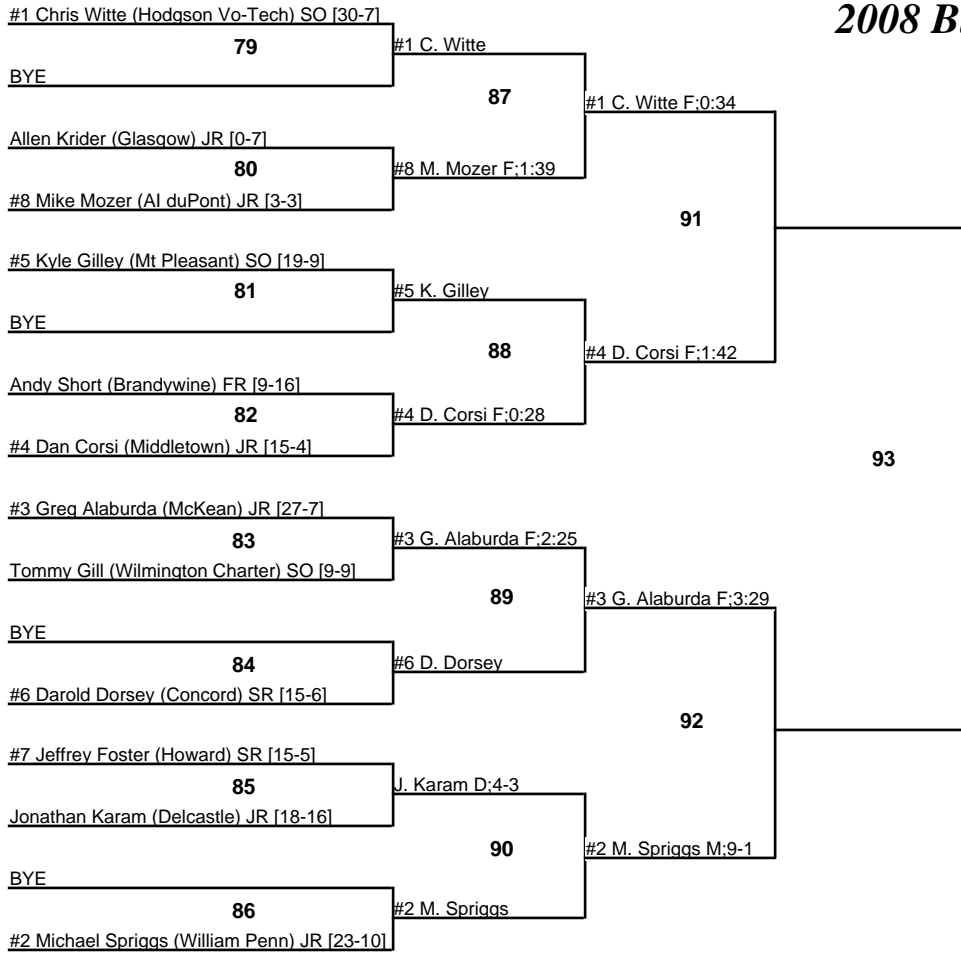 #1 Chris Witte (Hodgson Vo-Tech) SO [30-7]
2008 B
79
#1 C. Witte
BYE
87
#1 C. Witte F;0:34
Allen Krider (Glasgow) JR [0-7]
80
#8 M. Mozer F;1:39
#8 Mike Mozer (AI duPont) JR [3-3]
91
#5 Kyle Gilley (Mt Pleasant) SO [19-9]
81
#5 K. Gilley
BYE
88
#4 D. Corsi F;1:42
Andy Short (Brandywine) FR [9-16]
82
#4 D. Corsi F;0:28
#4 Dan Corsi (Middletown) JR [15-4]
93
#3 Greg Alaburda (McKean) JR [27-7]
83
#3 G. Alaburda F;2:25
Tommy Gill (Wilmington Charter) SO [9-9]
89
#3 G. Alaburda F;3:29
BYE
84
#6 D. Dorsey
#6 Darold Dorsey (Concord) SR [15-6]
92
#7 Jeffrey Foster (Howard) SR [15-5]
85
J. Karam D;4-3
Jonathan Karam (Delcastle) JR [18-16]
90
#2 M. Spriggs M;9-1
BYE
86
#2 M. Spriggs
#2 Michael Spriggs (William Penn) JR [23-10]